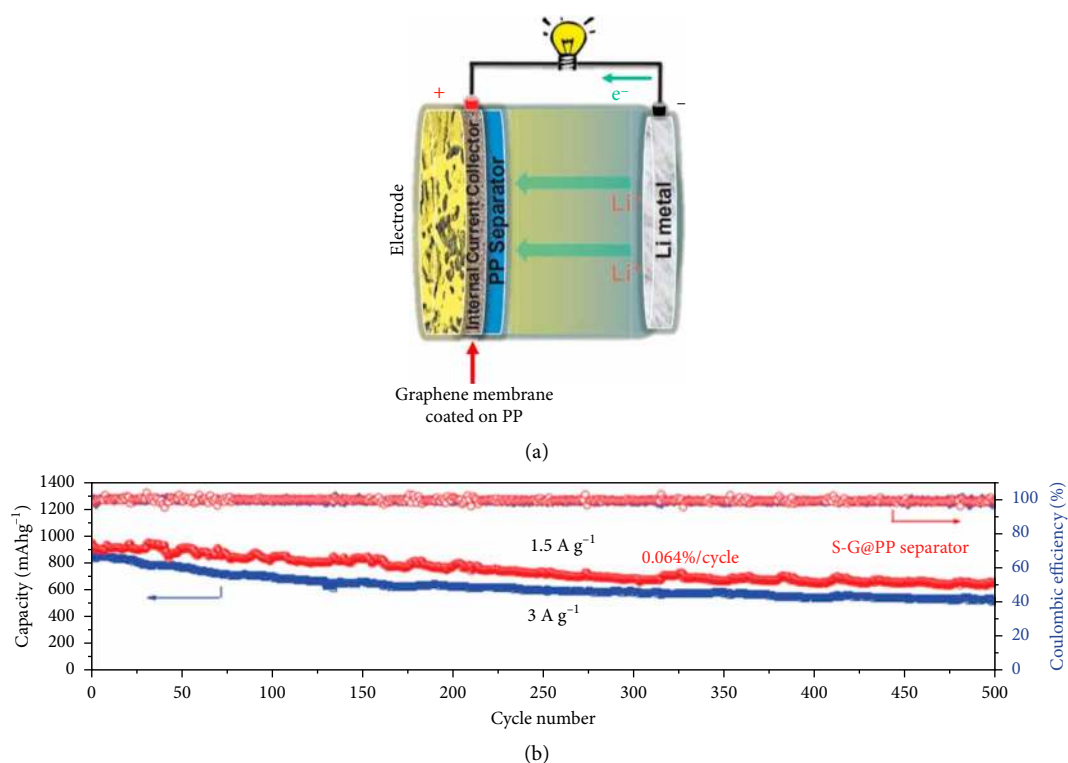 +
e⁻
–
Electrode
Internal Current Collector
PP Separator
Li⁺
Li⁺
Li metal
Graphene membrane
coated on PP
(a)
Capacity (mAhg⁻¹)
1400
1200
1000
800
600
400
200
0
1.5 A g⁻¹
0.064%/cycle
S-G@PP separator
3 A g⁻¹
100
80
60
40
20
0
Coulombic efficiency (%)
0 50 100 150 200 250 300 350 400 450 500
Cycle number
(b)